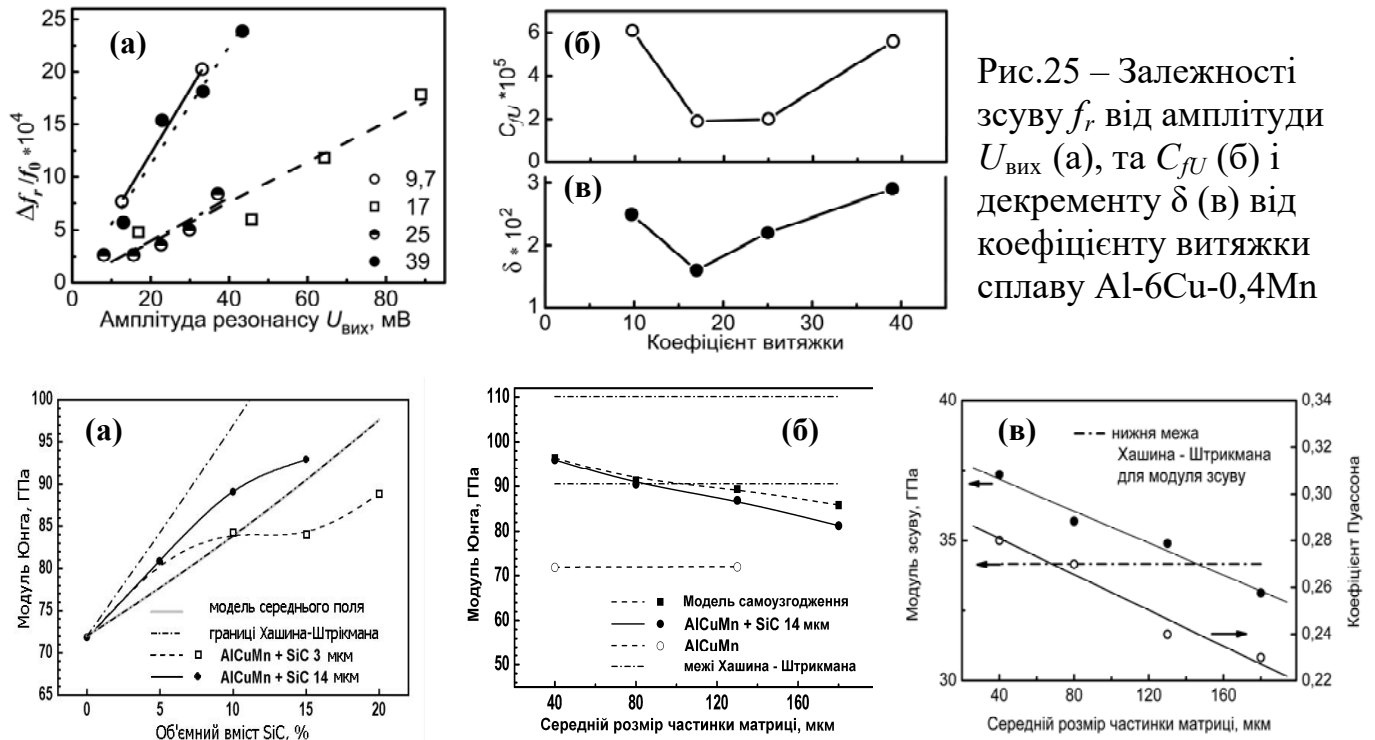 25
20
15
10
5
0
Δf_r/f_0 *10^4
(а)
9,7
17
25
39
0 20 40 60 80
Амплітуда резонансу U_вих, мВ
(б)
6
4
2
0
C_fU *10^5
(в)
3
2
1
δ * 10^2
0 10 20 30 40
Коефіцієнт витяжки
Рис.25 – Залежності
зсуву f_r від амплітуди
U_вих (а), та C_fU (б) і
декременту δ (в) від
коефіцієнту витяжки
сплаву Al-6Cu-0,4Mn
(а)
100
95
90
85
80
75
70
65
Модуль Юнга, ГПа
модель середнього поля
границі Хашина-Штрікмана
AlCuMn + SiC 3 мкм
AlCuMn + SiC 14 мкм
0 5 10 15 20
Об'ємний вміст SiC, %
(б)
110
100
90
80
70
60
50
Модуль Юнга, ГПа
Модель самоузгодження
AlCuMn + SiC 14 мкм
AlCuMn
межі Хашина - Штрикмана
40 80 120 160
Середній розмір частинки матриці, мкм
(в)
40
35
30
Модуль зсуву, ГПа
нижня межа
Хашина - Штрикмана
для модуля зсуву
0,34
0,32
0,30
0,28
0,26
0,24
0,22
Коефіцієнт Пуассона
40 80 120 160
Середній розмір частинки матриці, мкм